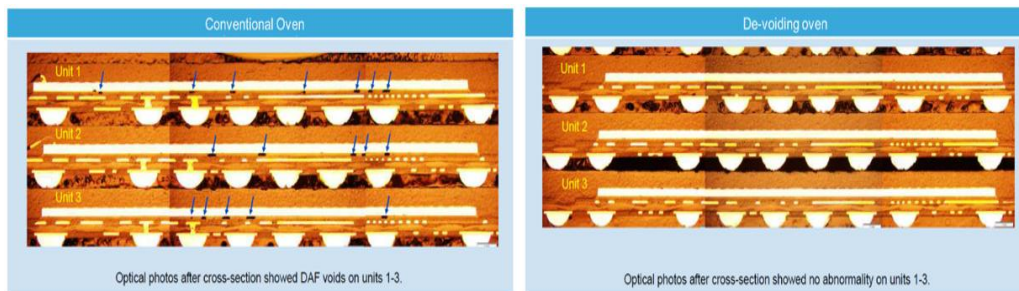 Conventional Oven
Unit 1
Unit 2
Unit 3
Optical photos after cross-section showed DAF voids on units 1-3.
De-voiding oven
Unit 1
Unit 2
Unit 3
Optical photos after cross-section showed no abnormality on units 1-3.